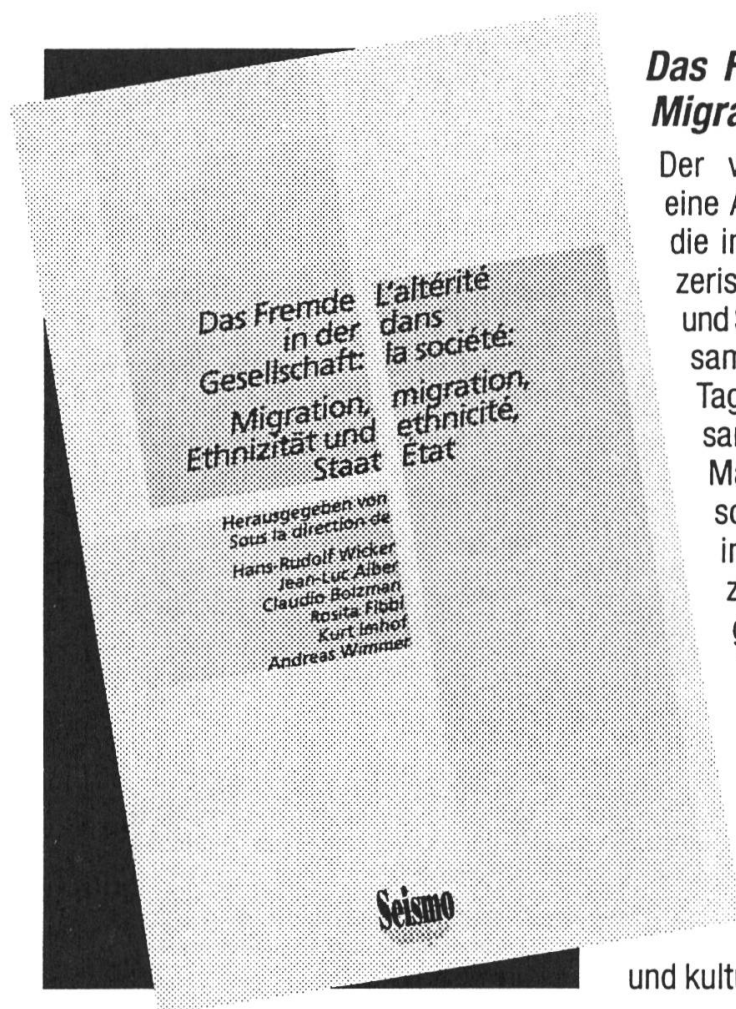 Das Fremde
in der
Gesellschaft:
Migration,
Ethnizität und
Staat
L'altérité
dans
la société:
migration,
ethnicité,
Etat
Herausgegeben von
Sous la direction de
Hans-Rudolf Wicker
Jean-Luc Alber
Claudio Bolzman
Rosita Fibbi
Kurt Imhof
Andreas Wimmer
Seismo
Das F
Migra
Der v
eine A
die in
zeris
und S
sam
Tag
sar
Ma
sc
in
z
g
und kultu